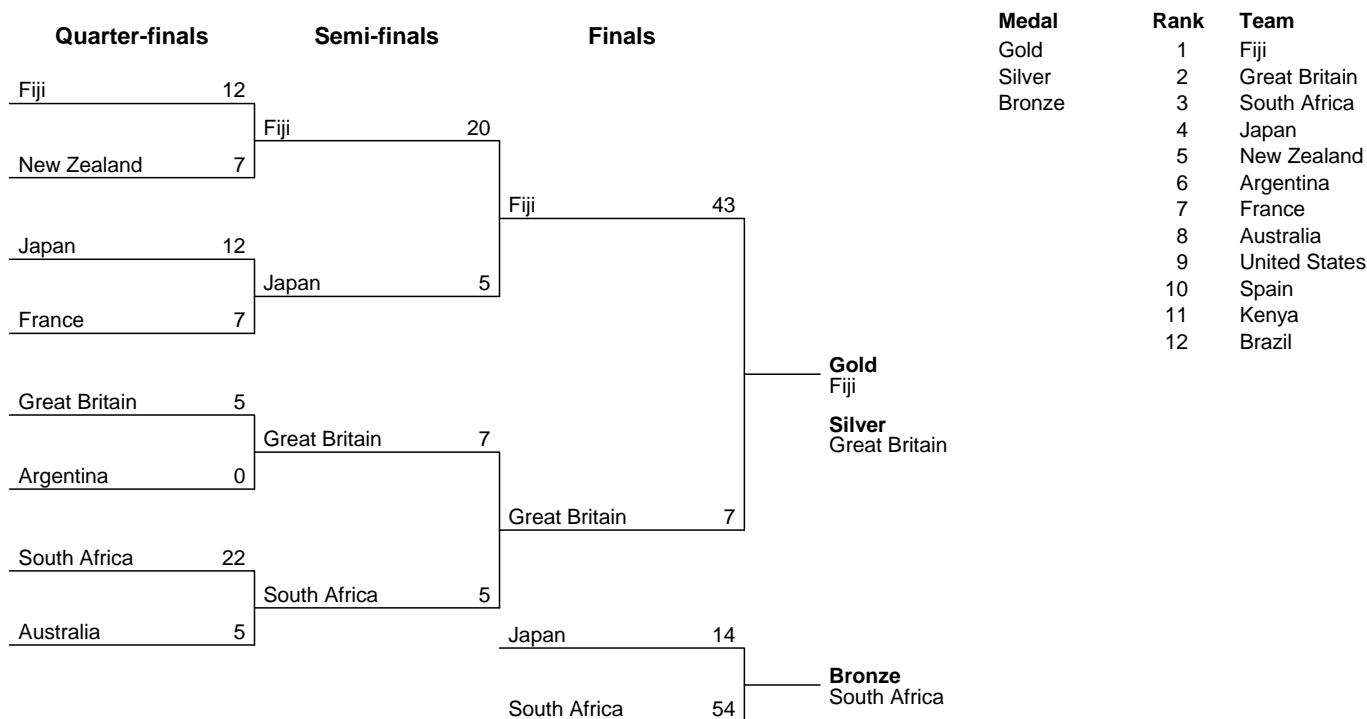 Quarter-finals Semi-finals Finals
Fiji 12
New Zealand 7
Japan 12
France 7
Great Britain 5
Argentina 0
South Africa 22
Australia 5
Fiji 20
Japan 5
Great Britain 7
South Africa 5
Fiji 43
Great Britain 7
Japan 14
South Africa 54
Gold
Fiji
Silver
Great Britain
Bronze
South Africa
Medal Rank Team
Gold 1 Fiji
Silver 2 Great Britain
Bronze 3 South Africa
4 Japan
5 New Zealand
6 Argentina
7 France
8 Australia
9 United States
10 Spain
11 Kenya
12 Brazil